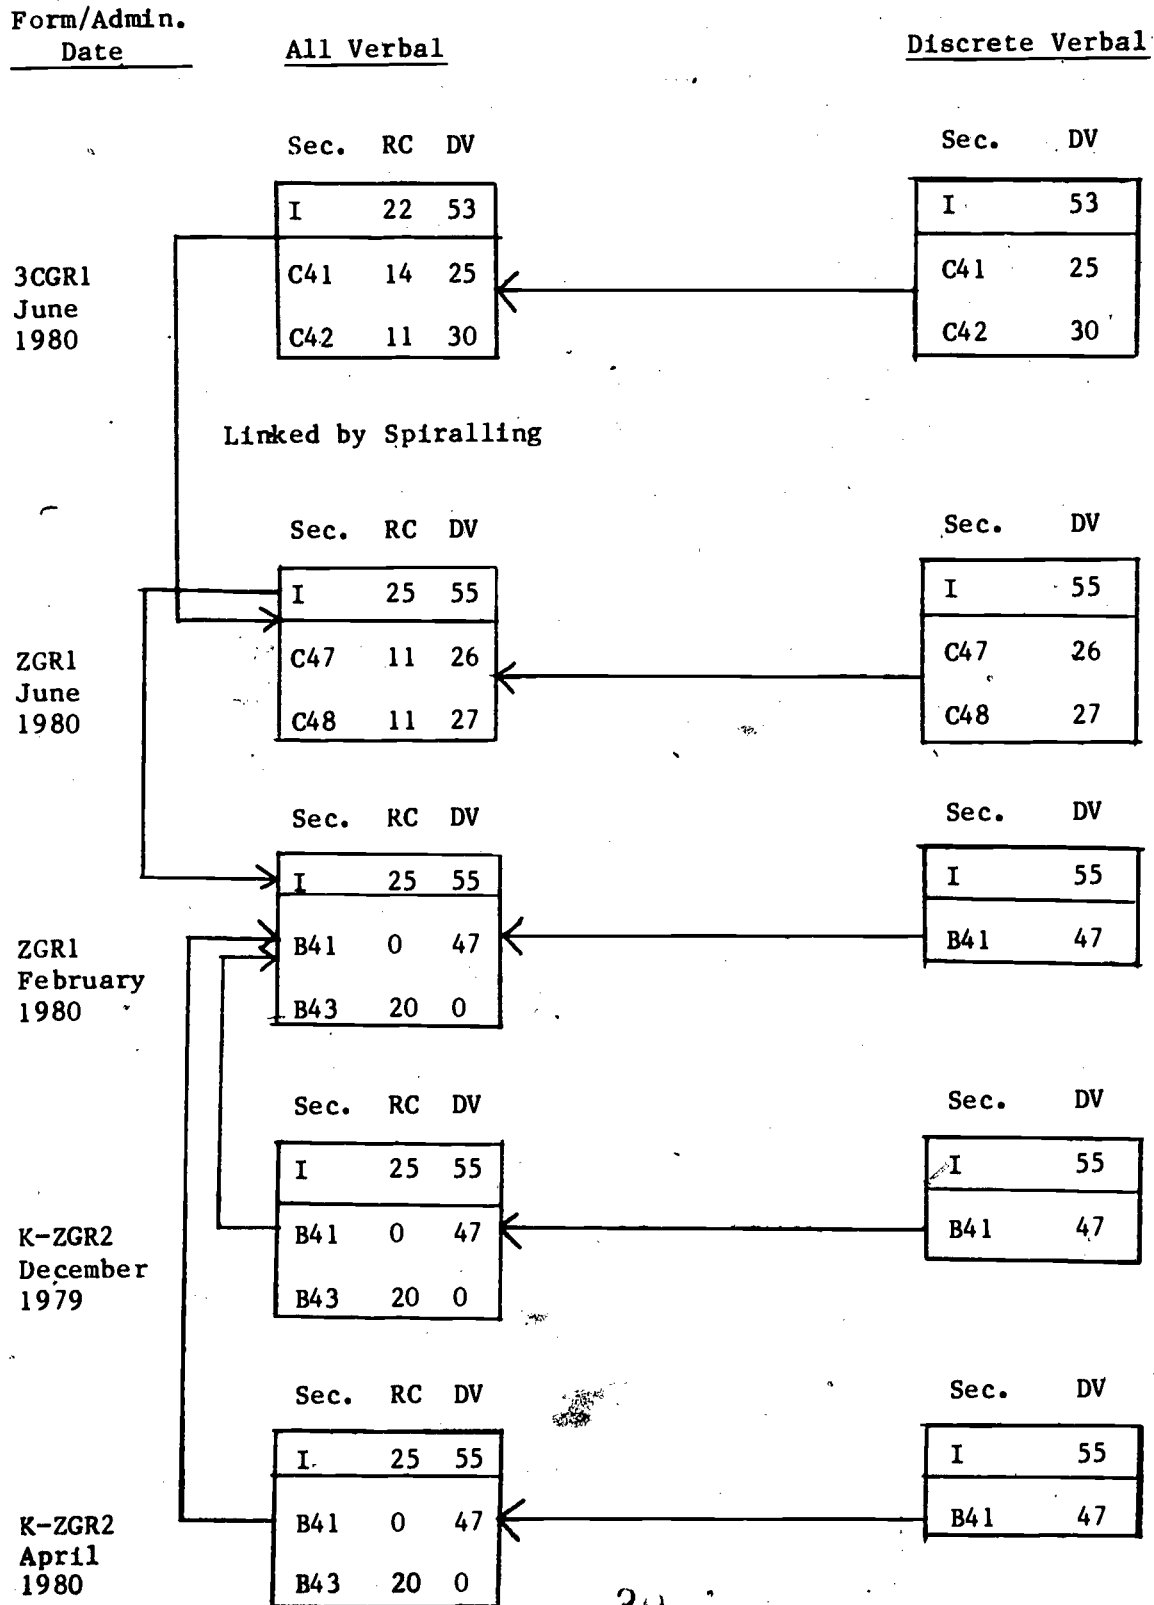 Form/Admin.
Date
All Verbal
Discrete Verbal
Sec. RC DV
Sec. DV
3CGR1
June
1980
I 22 53
C41 14 25
C42 11 30
I 53
C41 25
C42 30
Linked by Spiralling
Sec. RC DV
Sec. DV
ZGR1
June
1980
I 25 55
C47 11 26
C48 11 27
I 55
C47 26
C48 27
Sec. RC DV
Sec. DV
ZGR1
February
1980
I 25 55
B41 0 47
B43 20 0
I 55
B41 47
Sec. RC DV
Sec. DV
K-ZGR2
December
1979
I 25 55
B41 0 47
B43 20 0
I 55
B41 47
Sec. RC DV
Sec. DV
K-ZGR2
April
1980
I 25 55
B41 0 47
B43 20 0
I 55
B41 47